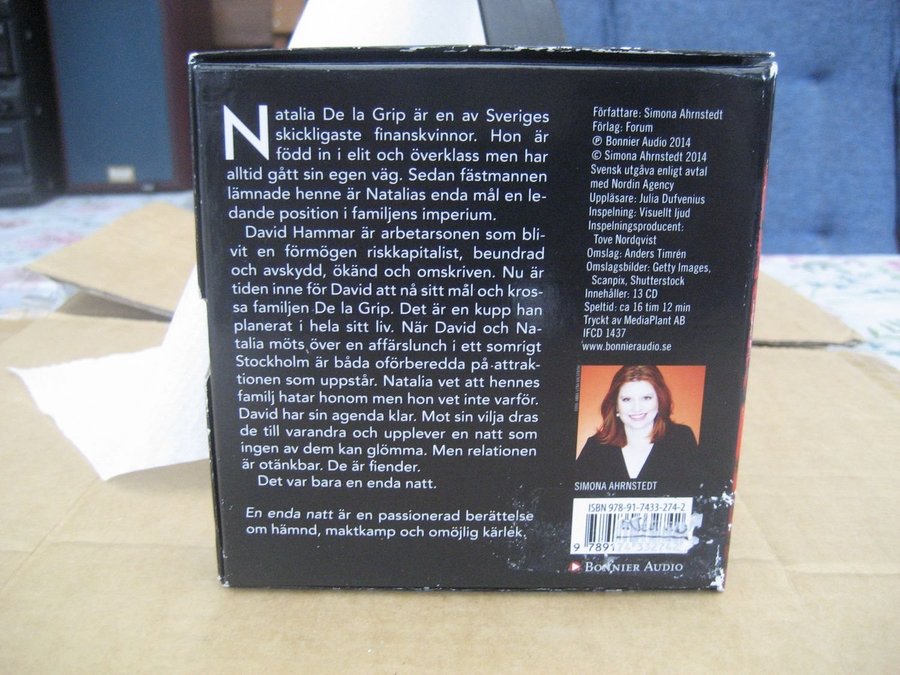 Natalia De la Grip är en av Sveriges
skickligaste finanskvinnor. Hon är
född in i elit och överklass men har
alltid gått sin egen väg. Sedan fästmannen
lämnade henne är Natalias enda mål en le-
dande position i familjens imperium.
David Hammar är arbetarsonen som bli-
vit en förmögen riskkapitalist, beundrad
och avskydd, ökänd och omskriven. Nu är
tiden inne för David att nå sitt mål och kros-
sa familjen De la Grip. Det är en kupp han
planerat i hela sitt liv. När David och Na-
talia möts över en affärslunch i ett somrigt
Stockholm är båda oförberedda på attrak-
tionen som uppstår. Natalia vet att hennes
familj hatar honom men hon vet inte varför.
David har sin agenda klar. Mot sin vilja dras
de till varandra och upplever en natt som
ingen av dem kan glömma. Men relationen
är otänkbar. De är fiender.
Det var bara en enda natt.
En enda natt är en passionerad berättelse
om hämnd, maktkamp och omöjlig kärlek.
Författare: Simona Ahrnstedt
Förlag: Forum
℗ Bonnier Audio 2014
© Simona Ahrnstedt 2014
Svensk utgåva enligt avtal
med Nordin Agency
Uppläsare: Julia Dufvenius
Inspelning: Visuellt ljud
Inspelningsproducent:
Tove Nordqvist
Omslag: Anders Timrén
Omslagsbilder: Getty Images,
Scanpix, Shutterstock
Innehåller: 13 CD
Speltid: ca 16 tim 12 min
Tryckt av MediaPlant AB
IFCD 1437
www.bonnieraudio.se
SIMONA AHRNSTEDT
ISBN 978-91-7433-274-2
BONNIER AUDIO